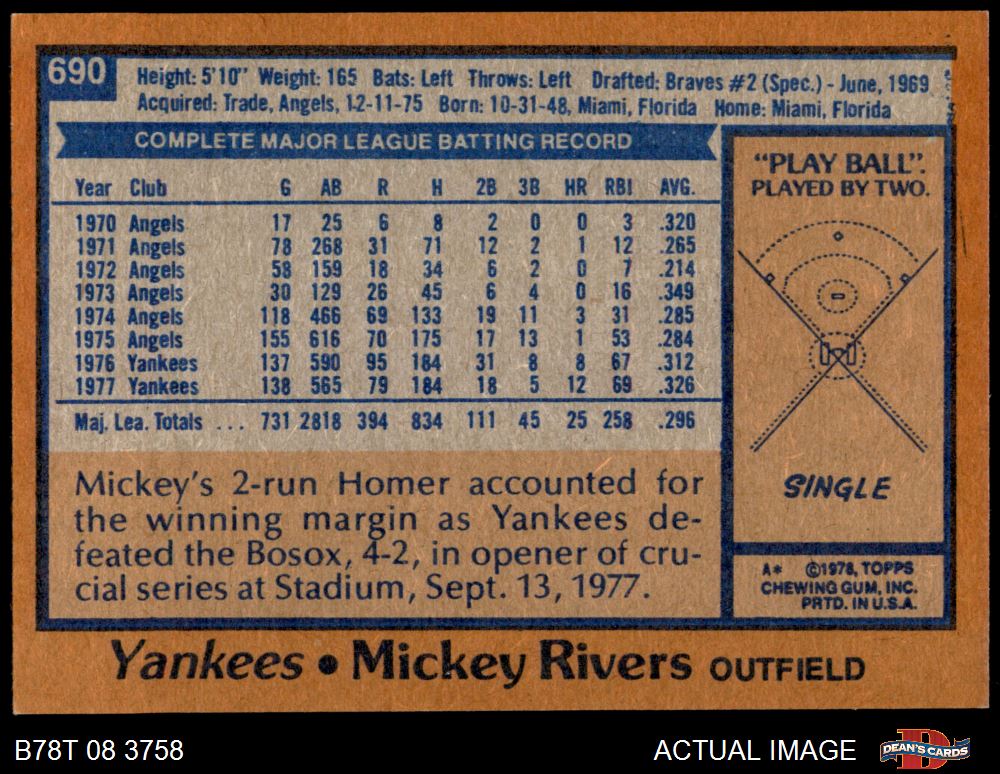 690
Height: 5'10" Weight: 165 Bats: Left Throws: Left Drafted: Braves #2 (Spec.) - June, 1969
Acquired: Trade, Angels, 12-11-75 Born: 10-31-48, Miami, Florida Home: Miami, Florida
COMPLETE MAJOR LEAGUE BATTING RECORD
Year Club G AB R H 2B 3B HR RBI AVG.
1970 Angels 17 25 6 8 2 0 0 3 .320
1971 Angels 78 268 31 71 12 2 1 12 .265
1972 Angels 58 159 18 34 6 2 0 7 .214
1973 Angels 30 129 26 45 6 4 0 16 .349
1974 Angels 118 466 69 133 19 11 3 31 .285
1975 Angels 155 616 70 175 17 13 1 53 .284
1976 Yankees 137 590 95 184 31 8 8 67 .312
1977 Yankees 138 565 79 184 18 5 12 69 .326
Maj. Lea. Totals ... 731 2818 394 834 111 45 25 258 .296
Mickey's 2-run Homer accounted for
the winning margin as Yankees de-
feated the Bosox, 4-2, in opener of cru-
cial series at Stadium, Sept. 13, 1977.
"PLAY BALL".
PLAYED BY TWO.
SINGLE
A* ©1978, TOPPS
CHEWING GUM, INC.
PRTD. IN U.S.A.
Yankees • Mickey Rivers OUTFIELD
B78T 08 3758
ACTUAL IMAGE
DEAN'S CARDS